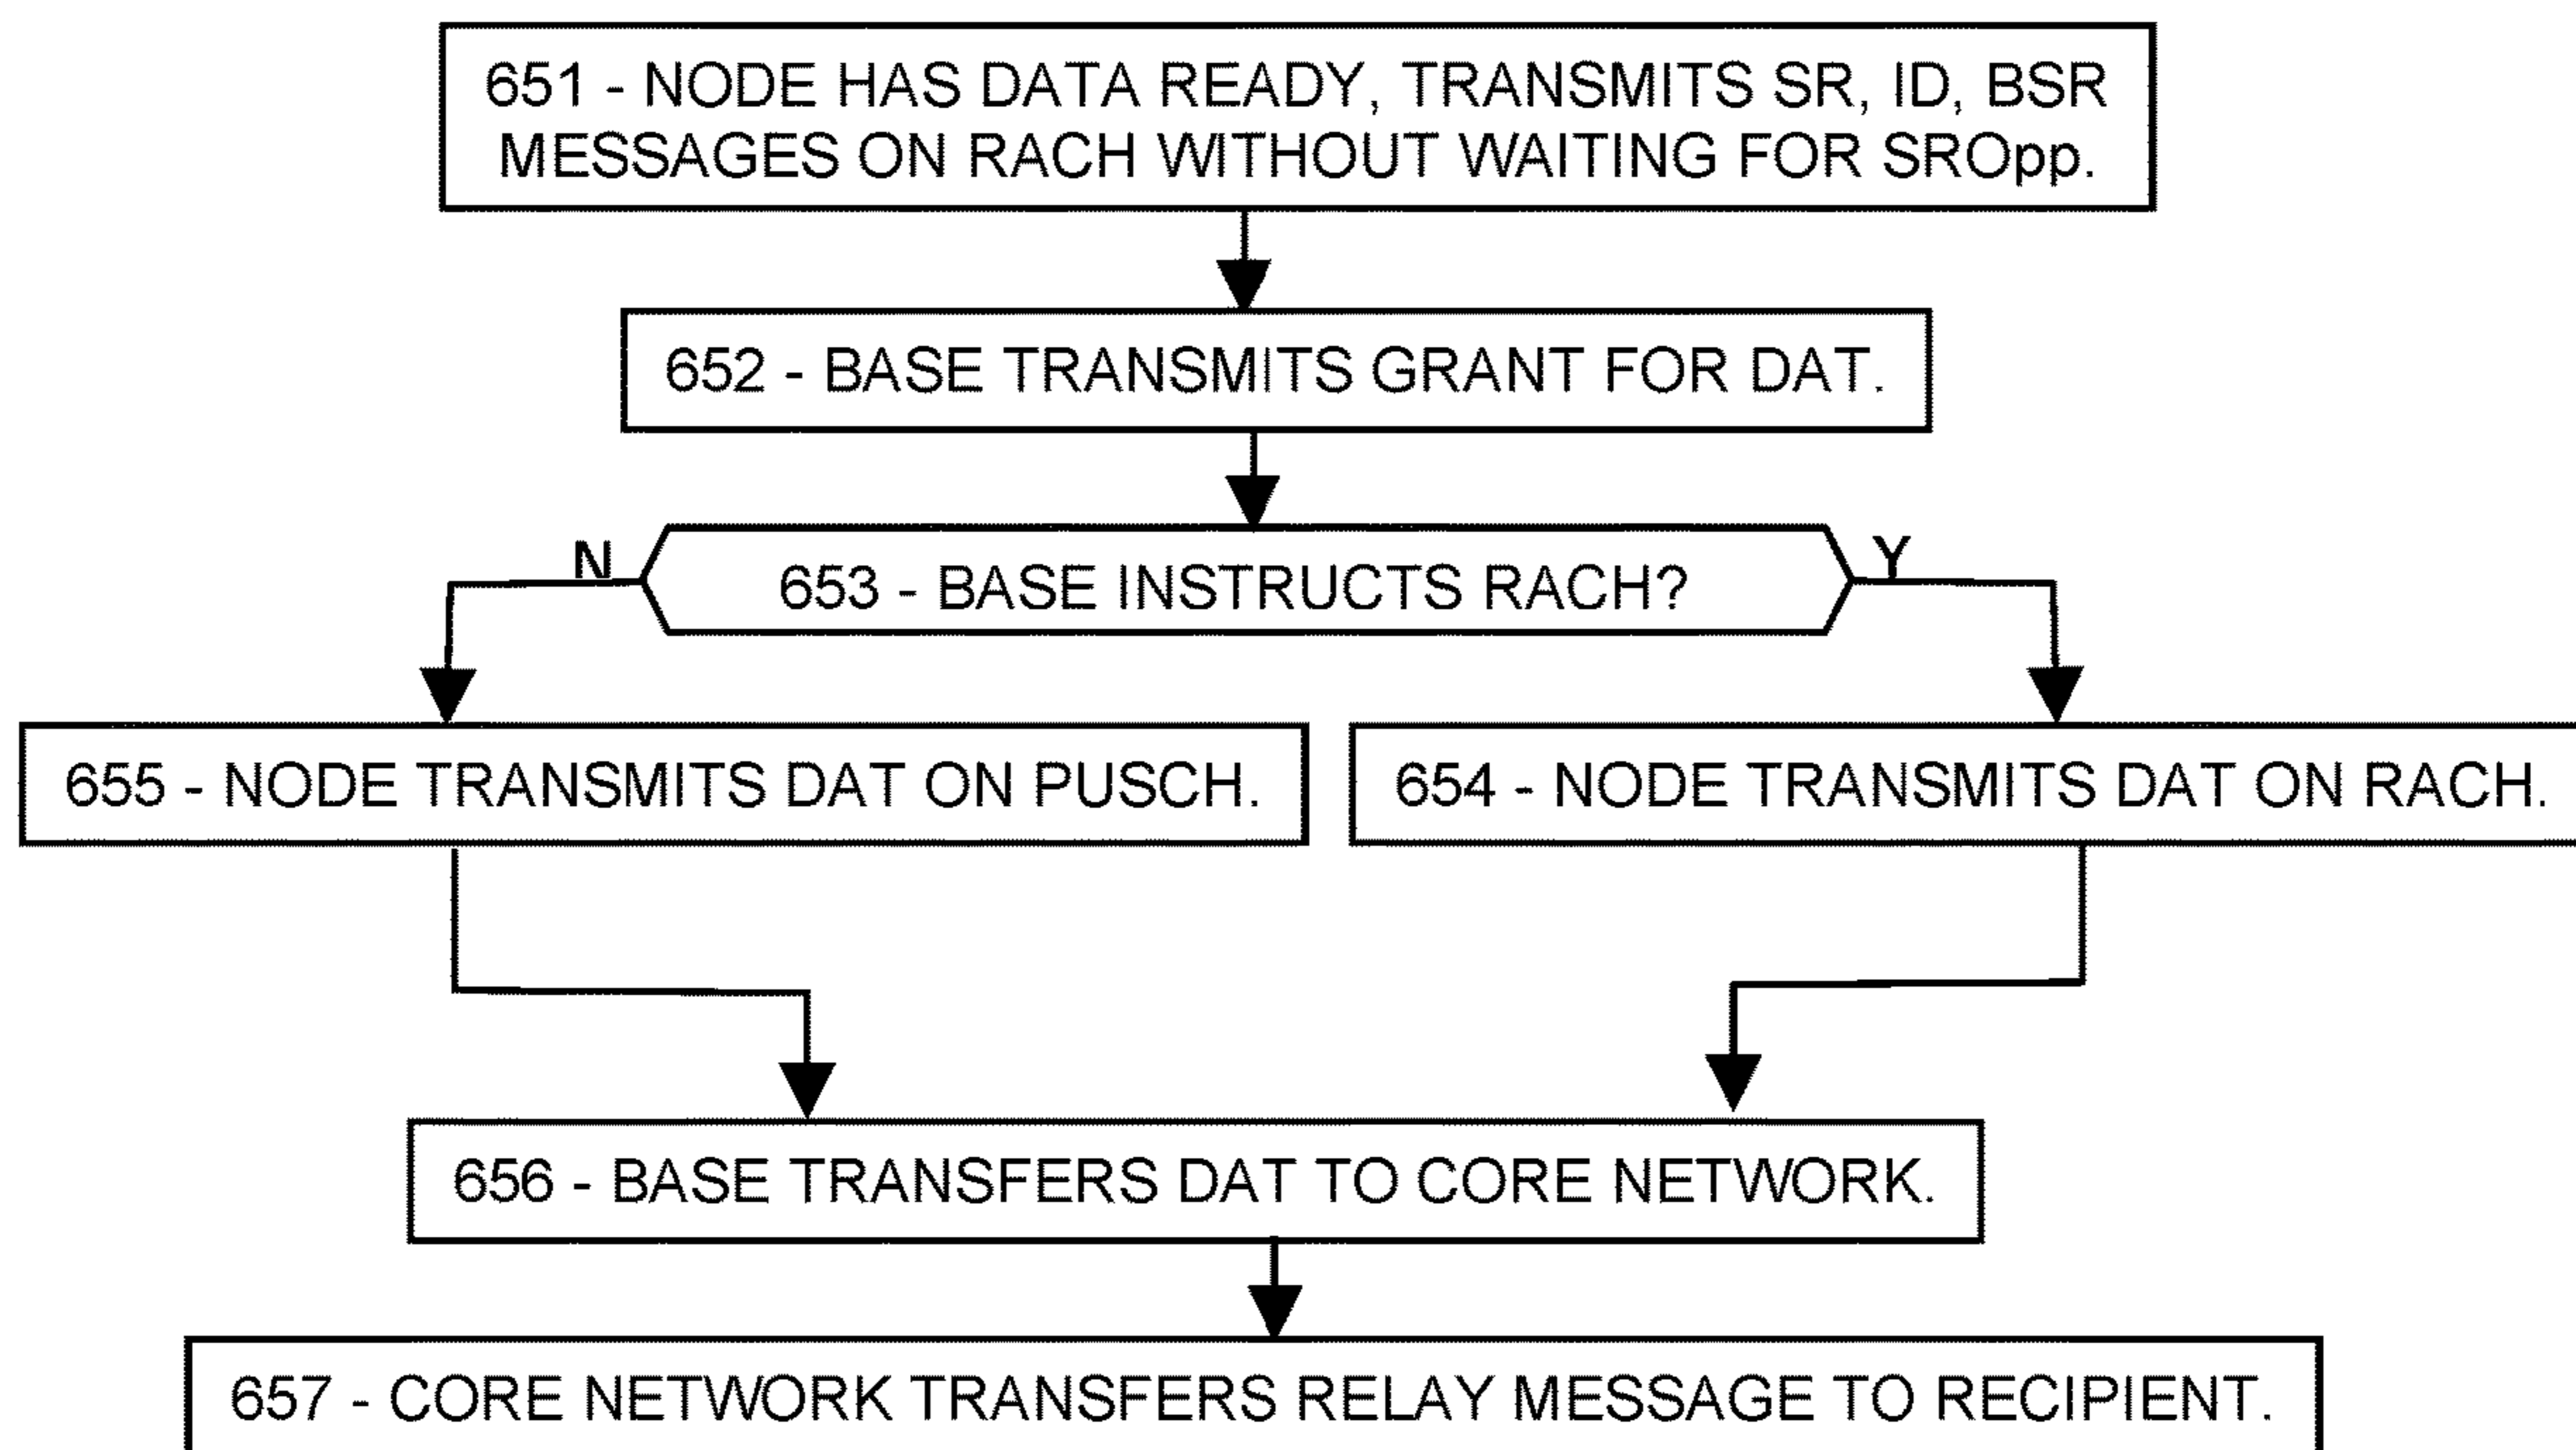 651 - NODE HAS DATA READY, TRANSMITS SR, ID, BSR
MESSAGES ON RACH WITHOUT WAITING FOR SROpp.
652 - BASE TRANSMITS GRANT FOR DAT.
N
Y
653 - BASE INSTRUCTS RACH?
655 - NODE TRANSMITS DAT ON PUSCH.
654 - NODE TRANSMITS DAT ON RACH.
656 - BASE TRANSFERS DAT TO CORE NETWORK.
657 - CORE NETWORK TRANSFERS RELAY MESSAGE TO RECIPIENT.